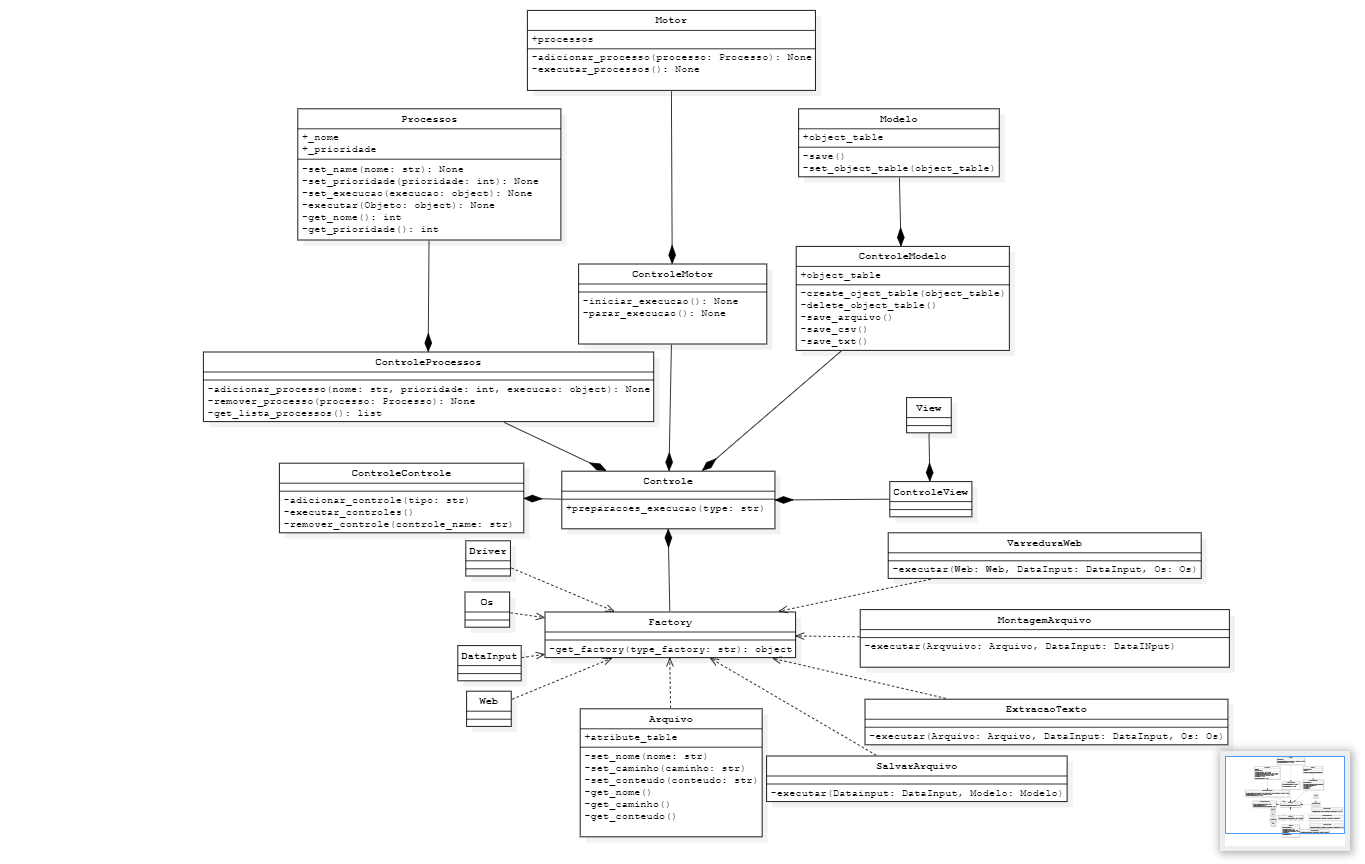 Motor
+processos
-adicionar_processo(processo: Processo): None
-executar_processos(): None
Processos
+_nome
+_prioridade
-set_name(nome: str): None
-set_prioridade(prioridade: int): None
-set_execucao(execucao: object): None
-executar(Objeto: object): None
-get_nome(): int
-get_prioridade(): int
Modelo
+object_table
-save()
-set_object_table(object_table)
ControleMotor
-iniciar_execucao(): None
-parar_execucao(): None
ControleModelo
+object_table
-create_oject_table(object_table)
-delete_object_table()
-save_arquivo()
-save_csv()
-save_txt()
ControleProcessos
-adicionar_processo(nome: str, prioridade: int, execucao: object): None
-remover_processo(processo: Processo): None
-get_lista_processos(): list
View
ControleControle
-adicionar_controle(tipo: str)
-executar_controles()
-remover_controle(controle_name: str)
Controle
+preparacoes_execucao(type: str)
ControleView
Driver
VarreduraWeb
-executar(Web: Web, DataInput: DataInput, Os: Os)
Os
Factory
-get_factory(type_factory: str): object
MontagemArquivo
-executar(Arqvuivo: Arquivo, DataInput: DataINput)
DataInput
Web
Arquivo
+atribute_table
-set_nome(nome: str)
-set_caminho(caminho: str)
-set_conteudo(conteudo: str)
-get_nome()
-get_caminho()
-get_conteudo()
ExtracaoTexto
-executar(Arquivo: Arquivo, DataInput: DataInput, Os: Os)
SalvarArquivo
-executar(Datainput: DataInput, Modelo: Modelo)